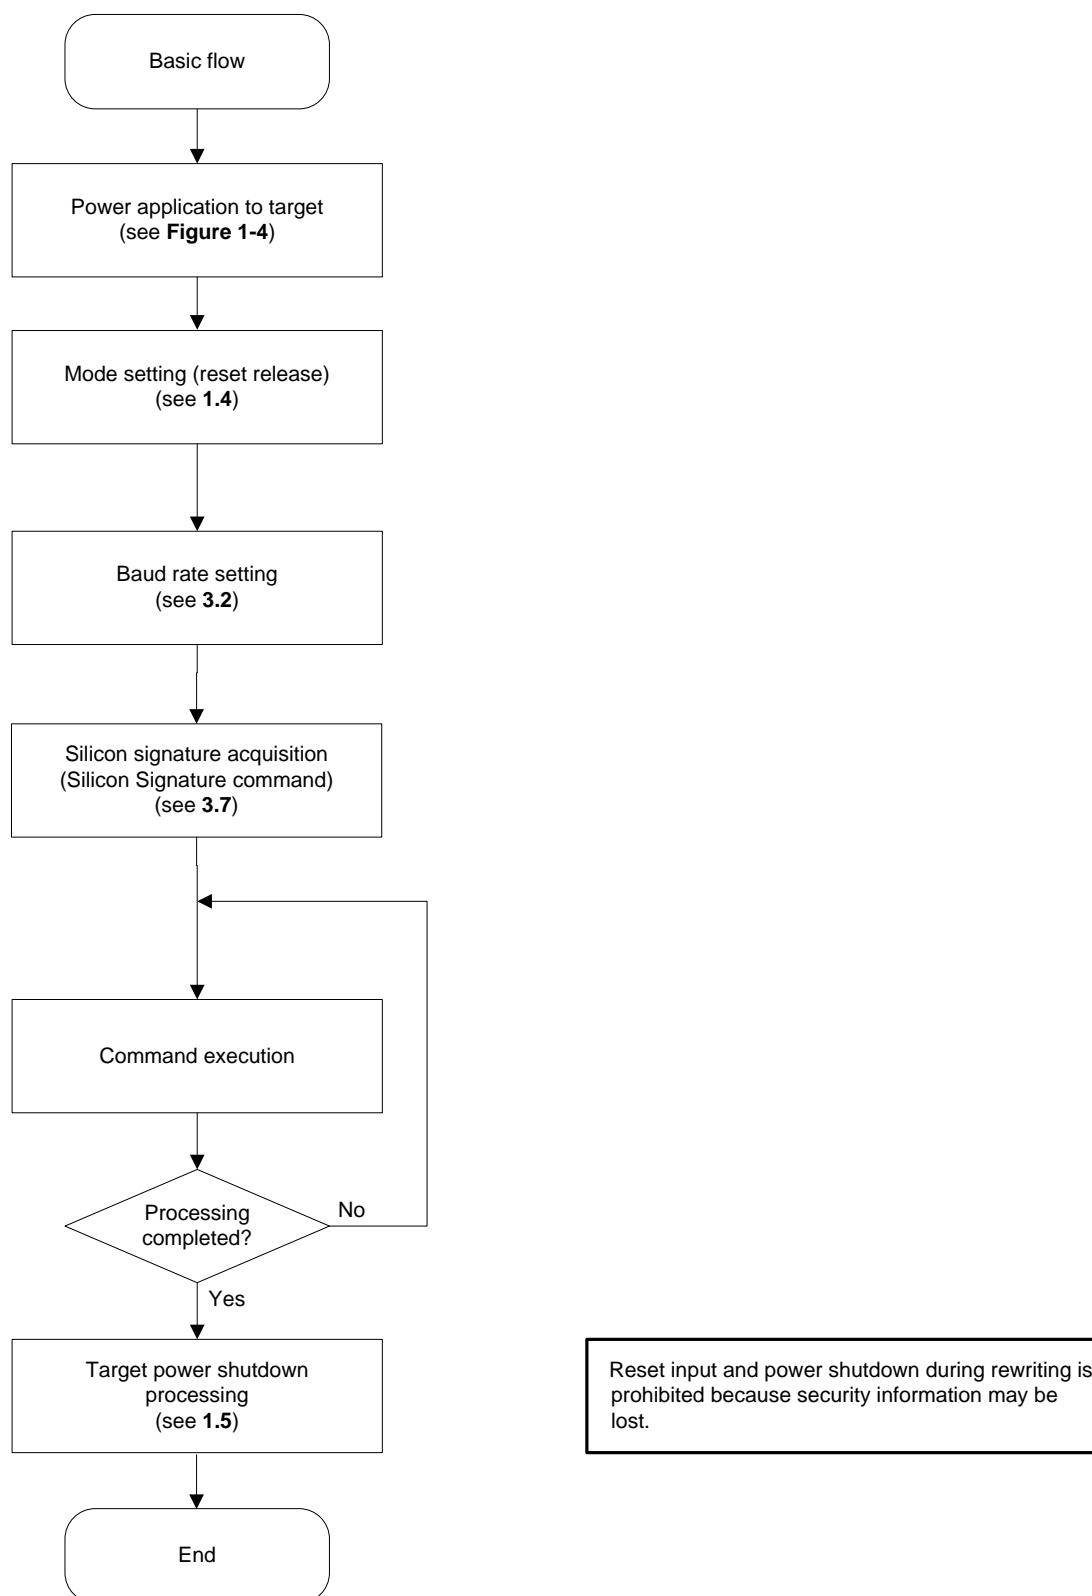 Basic flow
Power application to target
(see Figure 1-4)
Mode setting (reset release)
(see 1.4)
Baud rate setting
(see 3.2)
Silicon signature acquisition
(Silicon Signature command)
(see 3.7)
Command execution
Processing
completed?
No
Yes
Target power shutdown
processing
(see 1.5)
Reset input and power shutdown during rewriting is
prohibited because security information may be
lost.
End